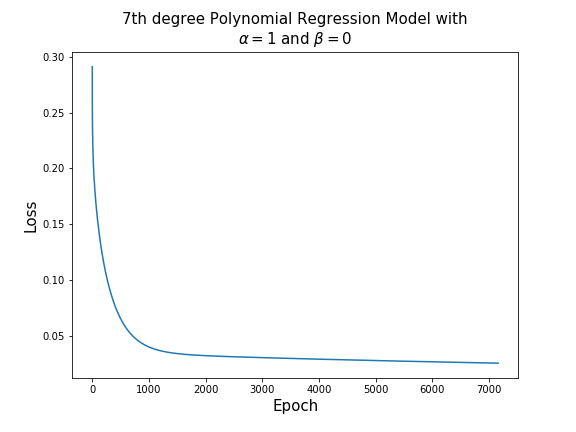 7th degree Polynomial Regression Model with
α = 1 and β = 0
0.30
0.25
0.20
0.15
0.10
0.05
Loss
0 1000 2000 3000 4000 5000 6000 7000
Epoch